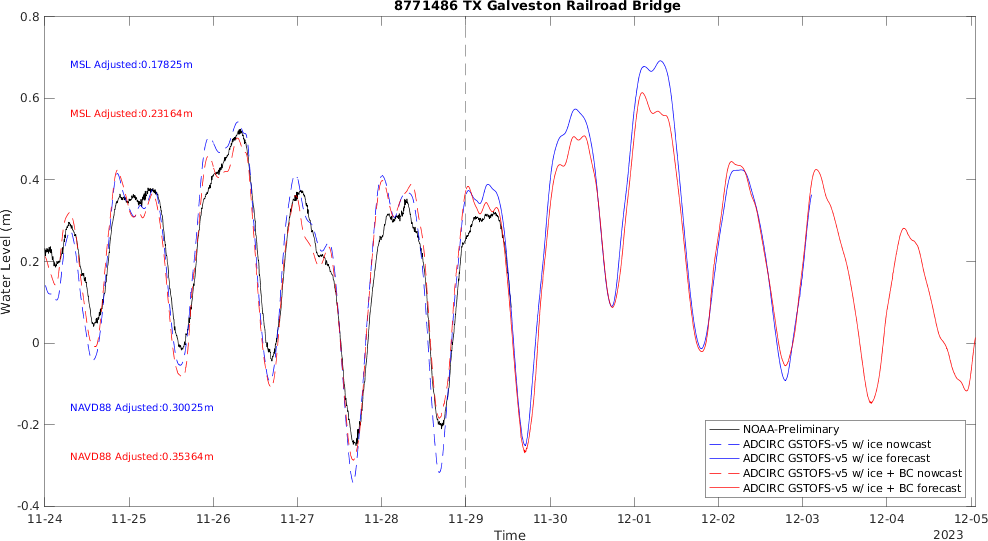 8771486 TX Galveston Railroad Bridge
0.8
0.6
0.4
0.2
0
-0.2
-0.4
Water Level (m)
MSL Adjusted:0.17825m
MSL Adjusted:0.23164m
NAVD88 Adjusted:0.30025m
NAVD88 Adjusted:0.35364m
NOAA-Preliminary
ADCIRC GSTOFS-v5 w/ ice nowcast
ADCIRC GSTOFS-v5 w/ ice forecast
ADCIRC GSTOFS-v5 w/ice + BC nowcast
ADCIRC GSTOFS-v5 w/ice + BC forecast
11-24 11-25 11-26 11-27 11-28 11-29 11-30 12-01 12-02 12-03 12-04 12-05
Time
2023